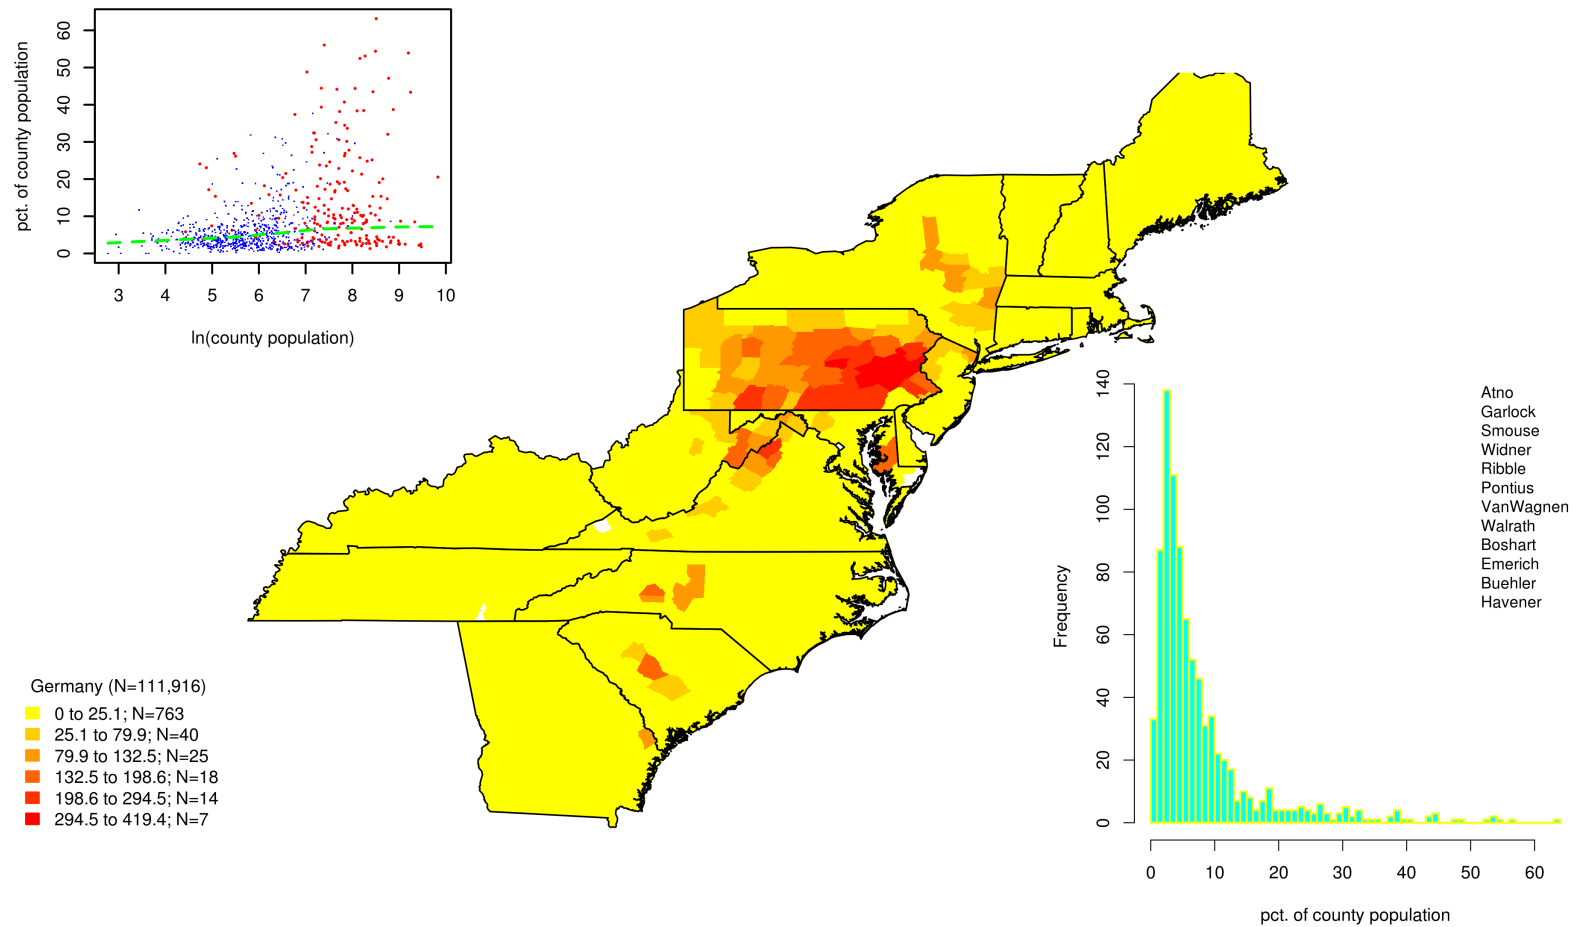 pct. of county population
60
50
40
30
20
10
0
3 4 5 6 7 8 9 10
ln(county population)
Germany (N=111,916)
0 to 25.1; N=763
25.1 to 79.9; N=40
79.9 to 132.5; N=25
132.5 to 198.6; N=18
198.6 to 294.5; N=14
294.5 to 419.4; N=7
Atno
Garlock
Smouse
Widner
Ribble
Pontius
VanWagnen
Walrath
Boshart
Emerich
Buehler
Havener
Frequency
140
120
100
80
60
40
20
0
0 10 20 30 40 50 60
pct. of county population